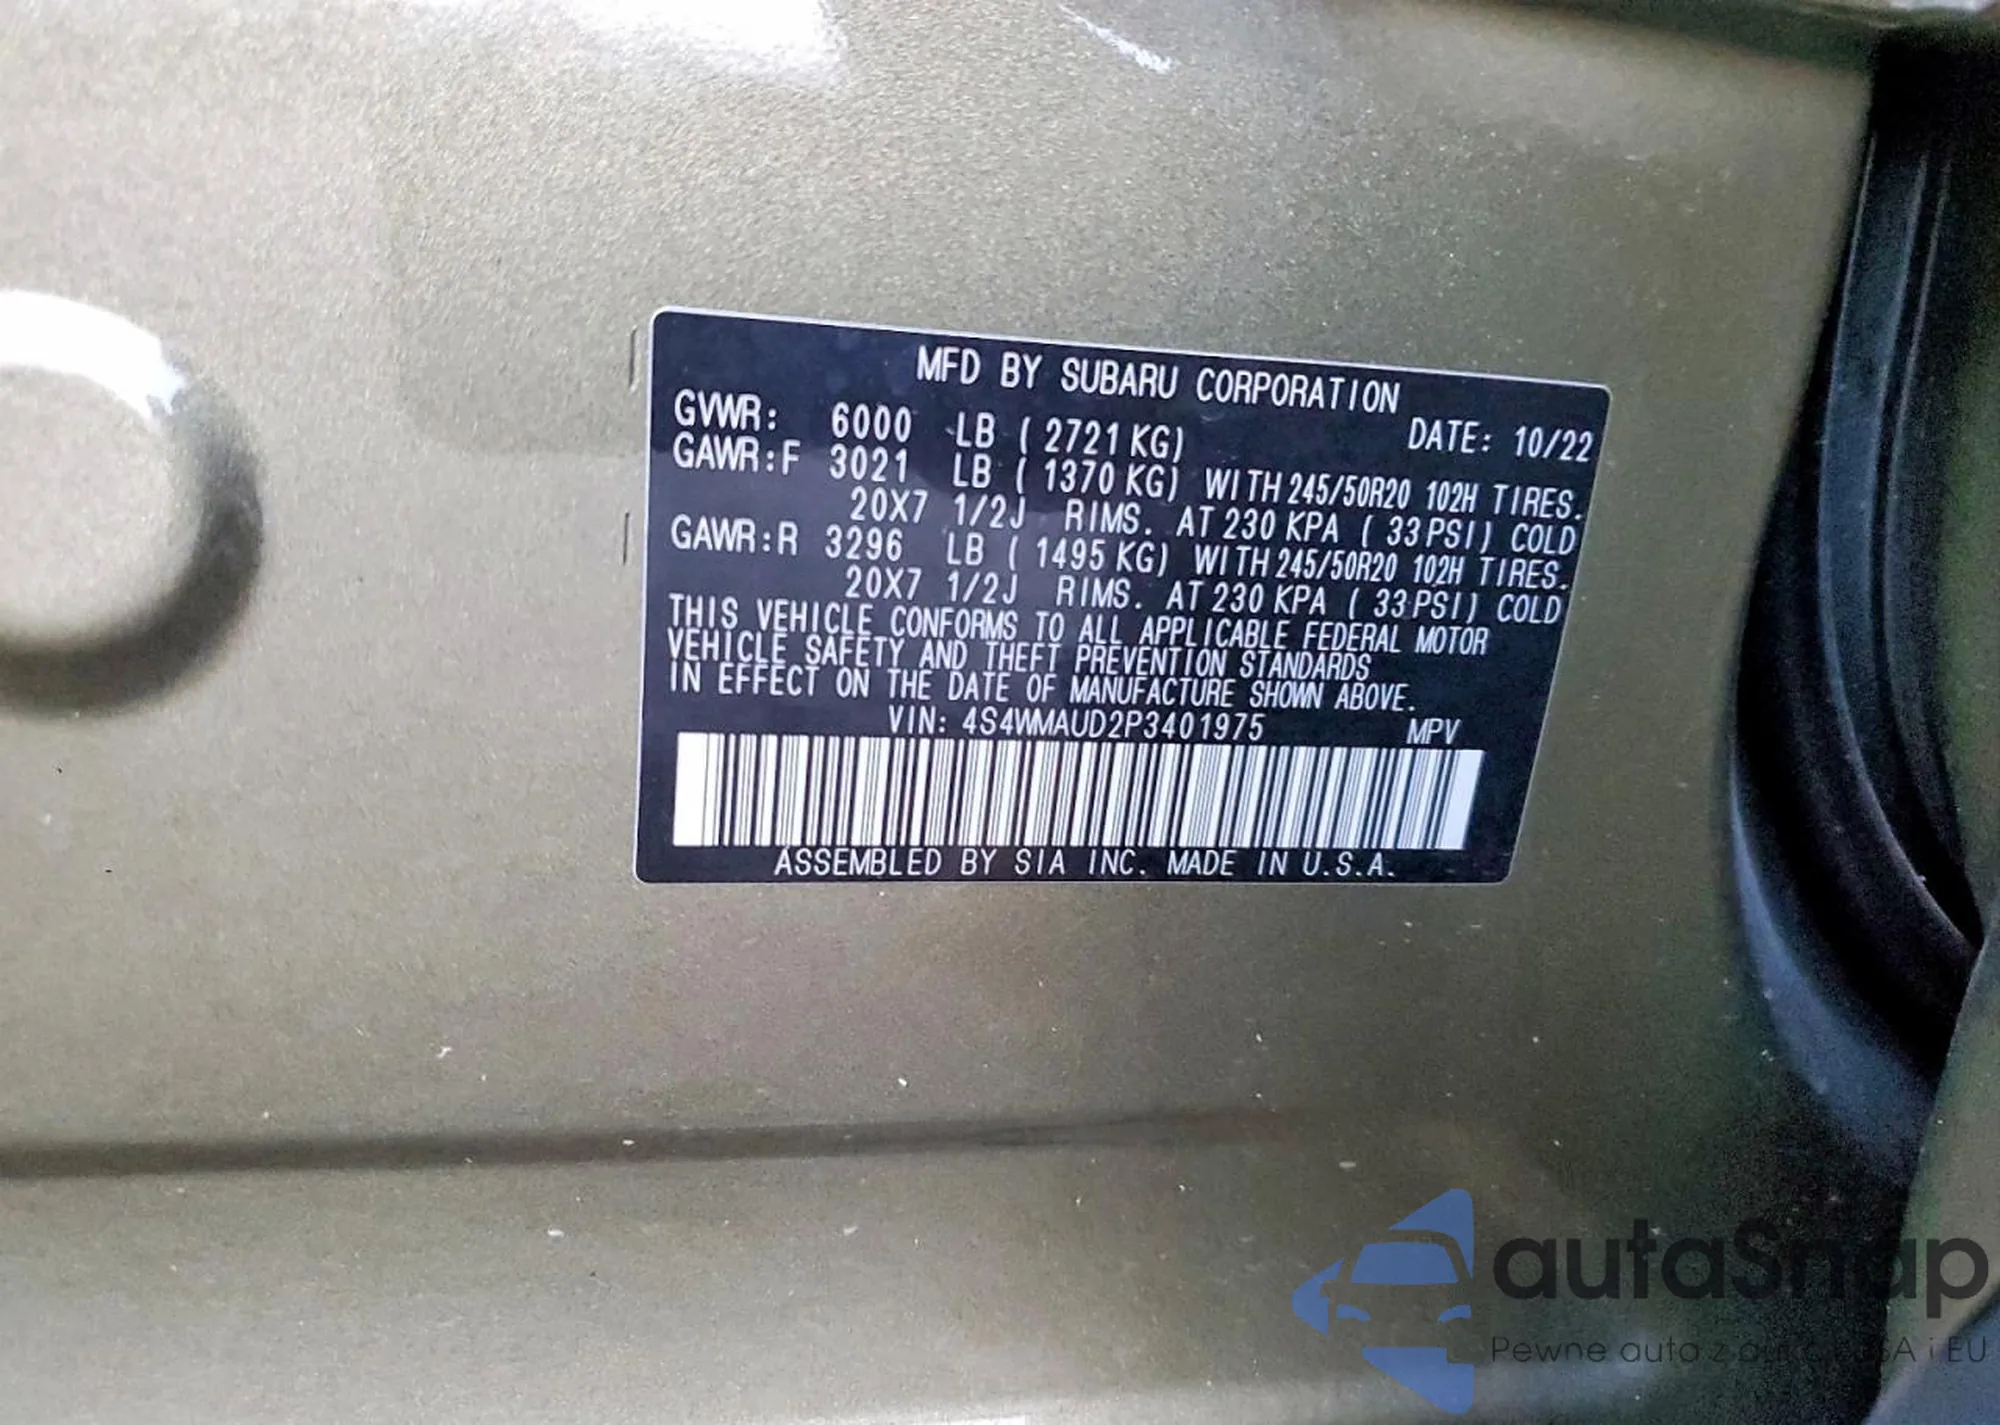 MFD BY SUBARU CORPORATION
GVWR: 6000 LB ( 2721 KG) DATE: 10/22
GAWR:F 3021 LB ( 1370 KG) WITH 245/50R20 102H TIRES.
20X7 1/2J RIMS. AT 230 KPA ( 33 PSI) COLD
GAWR:R 3296 LB ( 1495 KG) WITH 245/50R20 102H TIRES.
20X7 1/2J RIMS. AT 230 KPA ( 33 PSI) COLD
THIS VEHICLE CONFORMS TO ALL APPLICABLE FEDERAL MOTOR
VEHICLE SAFETY AND THEFT PREVENTION STANDARDS
IN EFFECT ON THE DATE OF MANUFACTURE SHOWN ABOVE.
VIN: 4S4WMAUD2P3401975 MPV
ASSEMBLED BY SIA INC. MADE IN U.S.A.
autaSnap
Pewne auta z USA i EU